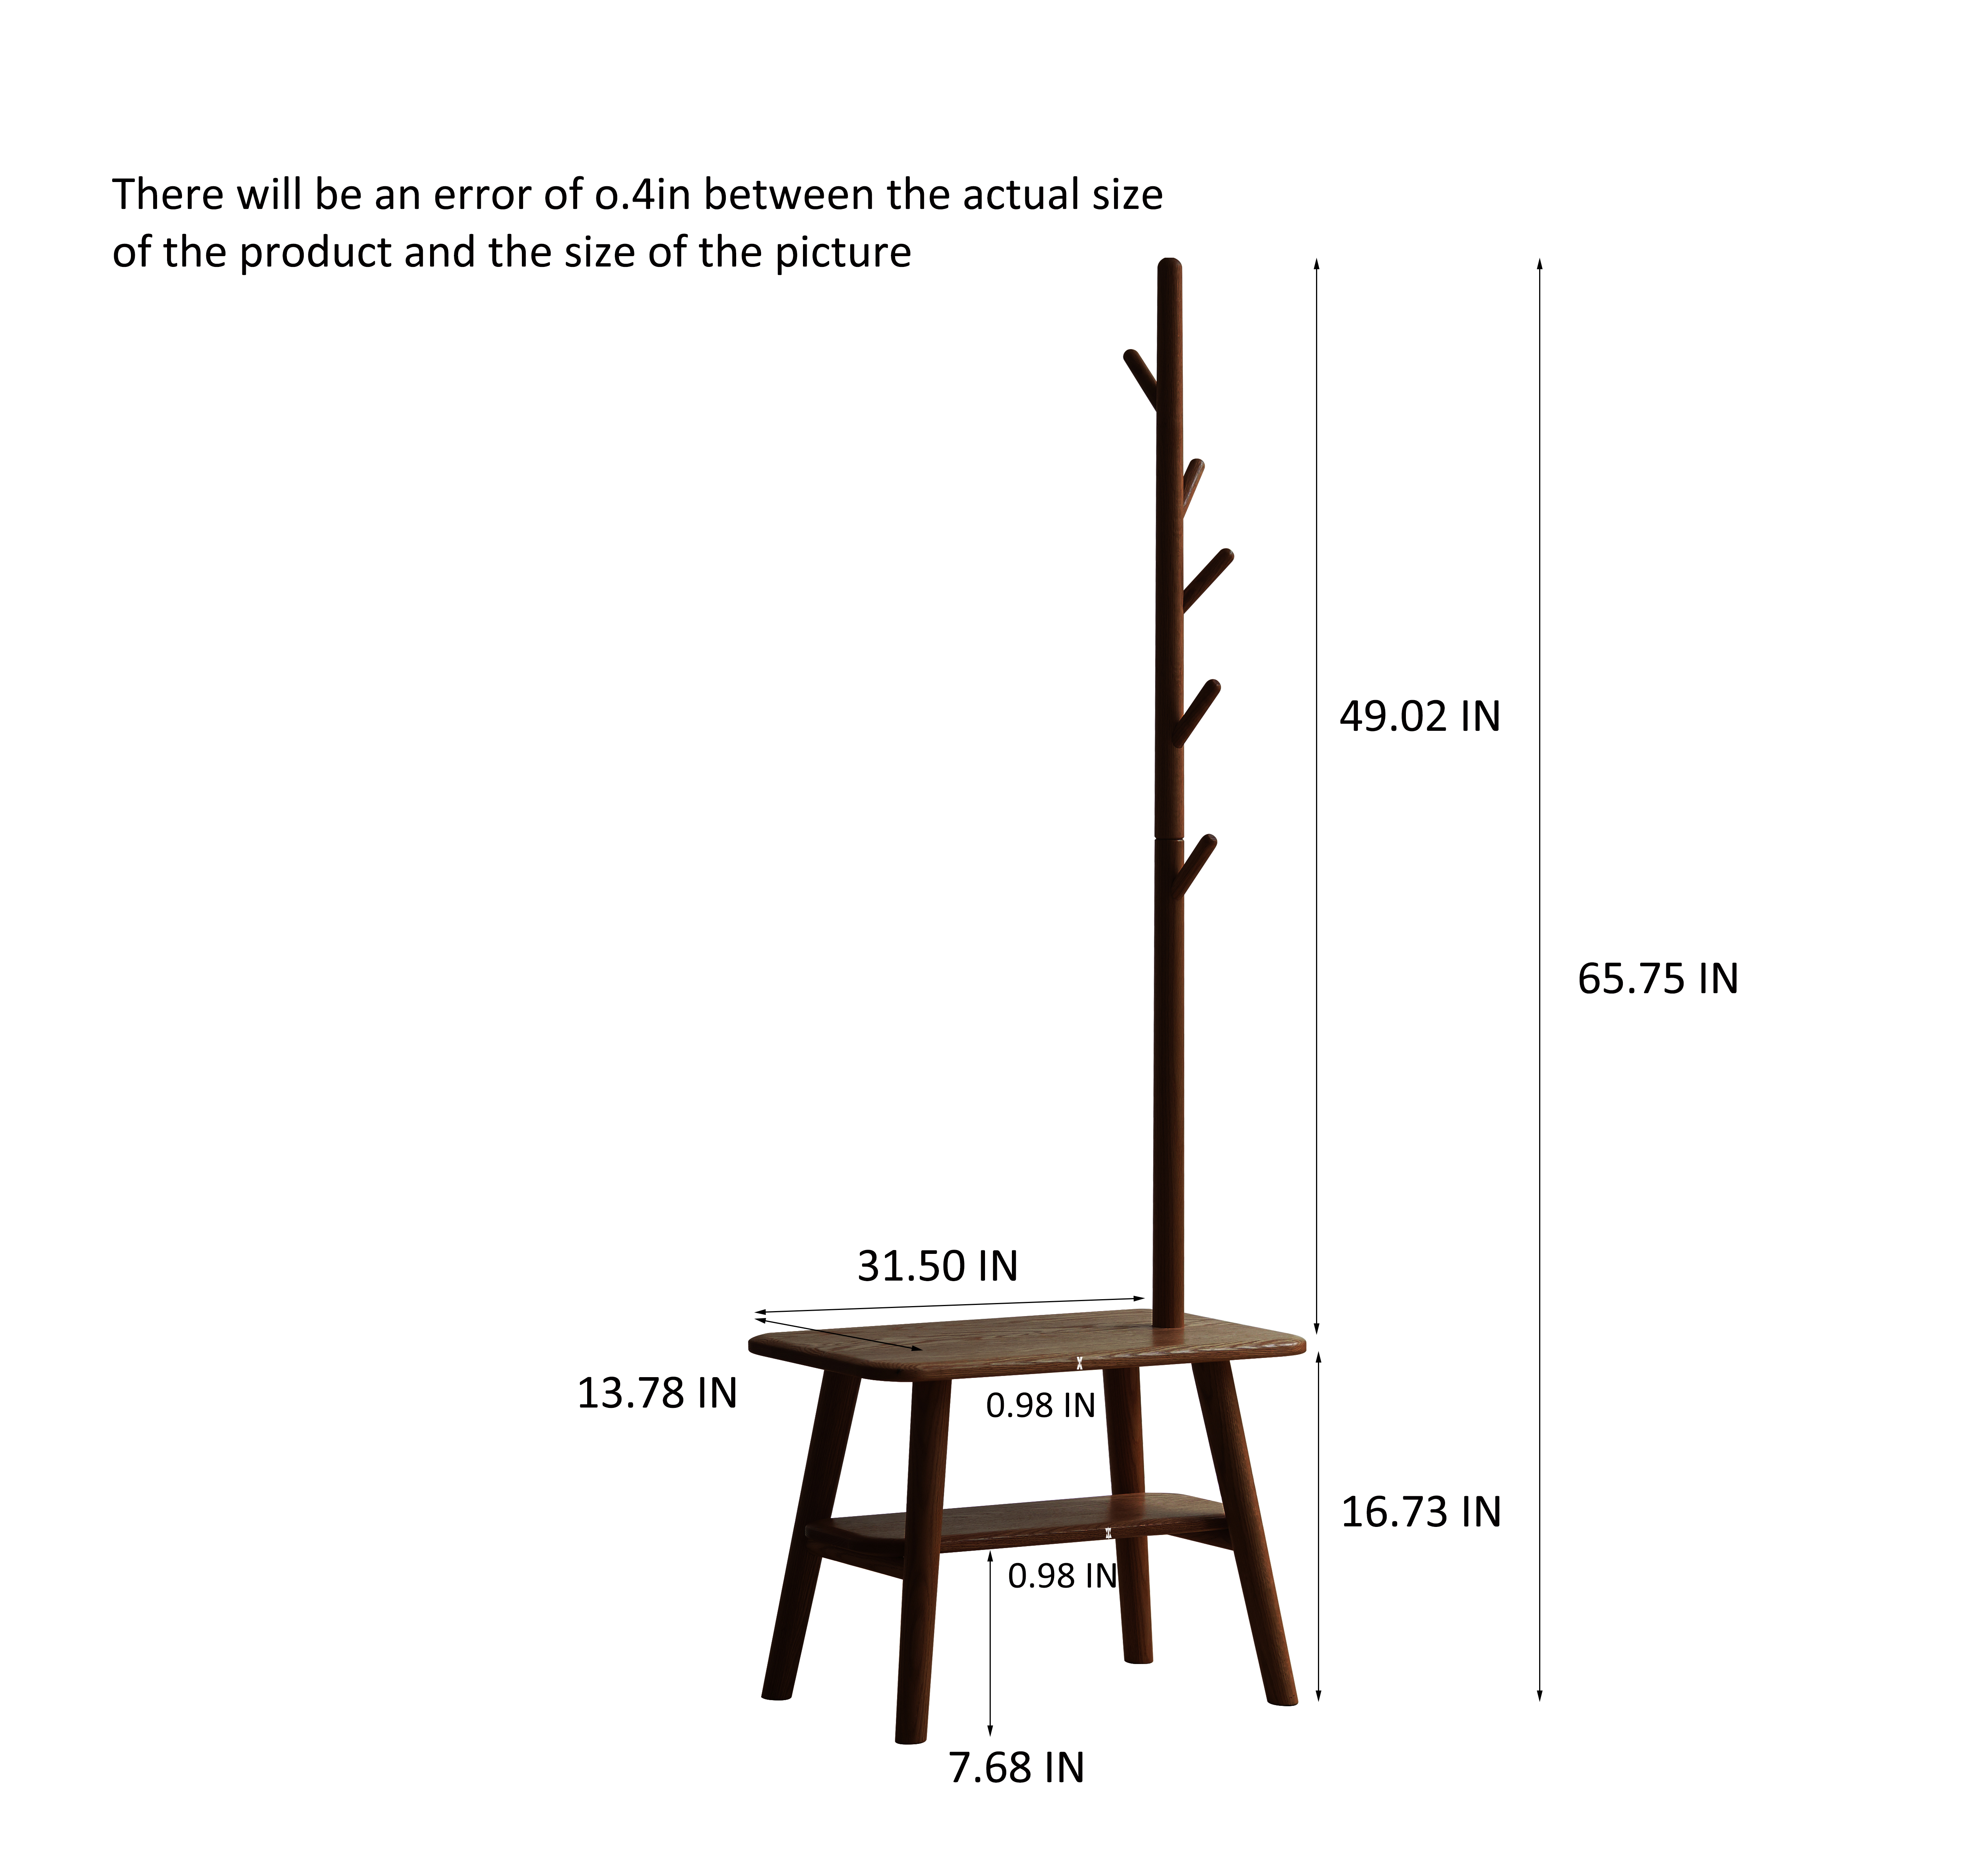 There will be an error of o.4in between the actual size
of the product and the size of the picture
49.02 IN
65.75 IN
31.50 IN
13.78 IN
0.98 IN
16.73 IN
0.98 IN
7.68 IN